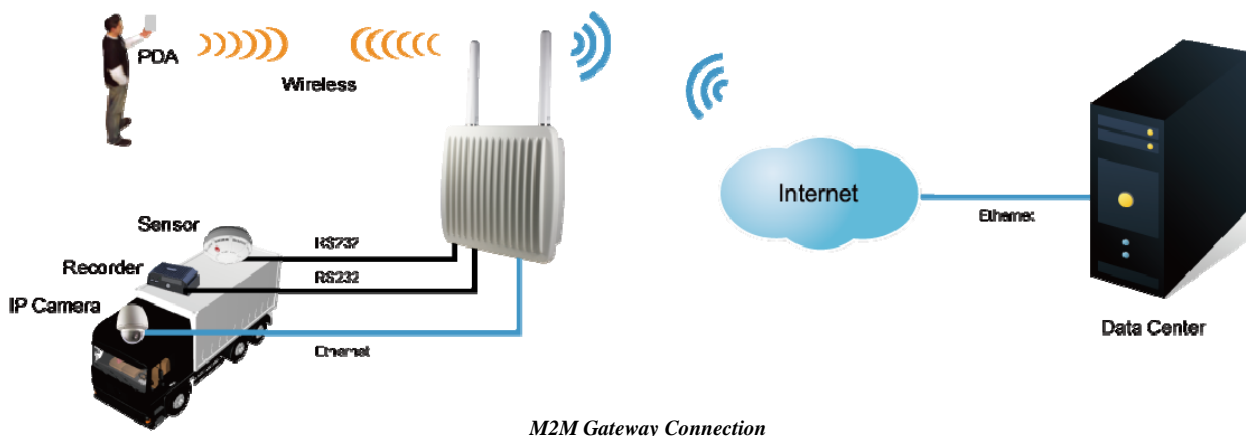 PDA
Wireless
Internet
Ethernet
Sensor
RS232
Recorder
RS232
IP Camera
Ethernet
Data Center
M2M Gateway Connection